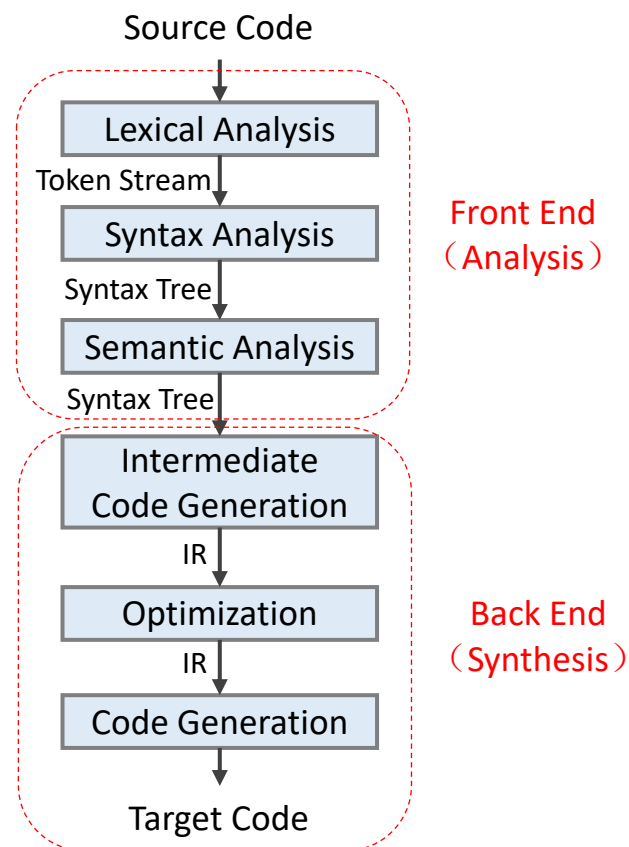 Source Code
Lexical Analysis
Token Stream
Syntax Analysis
Syntax Tree
Semantic Analysis
Syntax Tree
Front End
（Analysis）
Intermediate
Code Generation
IR
Optimization
IR
Code Generation
Target Code
Back End
（Synthesis）